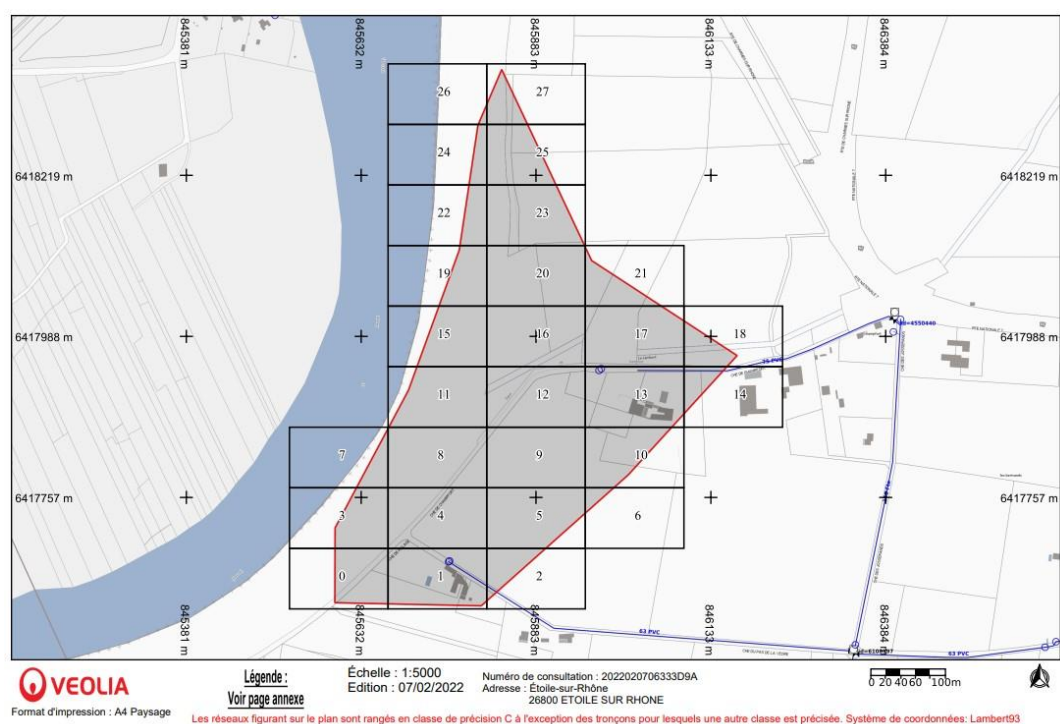 845381 m
845632 m
845883 m
846133 m
846384 m
26
27
24
25
6418219 m
6418219 m
22
23
19
20
21
15
16
17
18
6417988 m
6417988 m
75 PVC
11
12
13
14
7
8
9
10
6417757 m
6417757 m
3
4
5
6
0
1
2
63 PVC
63 PVC
845381 m
845632 m
845883 m
846133 m
846384 m
VEOLIA
Format d'impression : A4 Paysage
Légende :
Voir page annexe
Échelle : 1:5000
Edition : 07/02/2022
Numéro de consultation : 2022020706333D9A
Adresse : Étoile-sur-Rhône
26800 ETOILE SUR RHONE
0 20 40 60 100m
Les réseaux figurant sur le plan sont rangés en classe de précision C à l'exception des tronçons pour lesquels une autre classe est précisée. Système de coordonnées: Lambert93